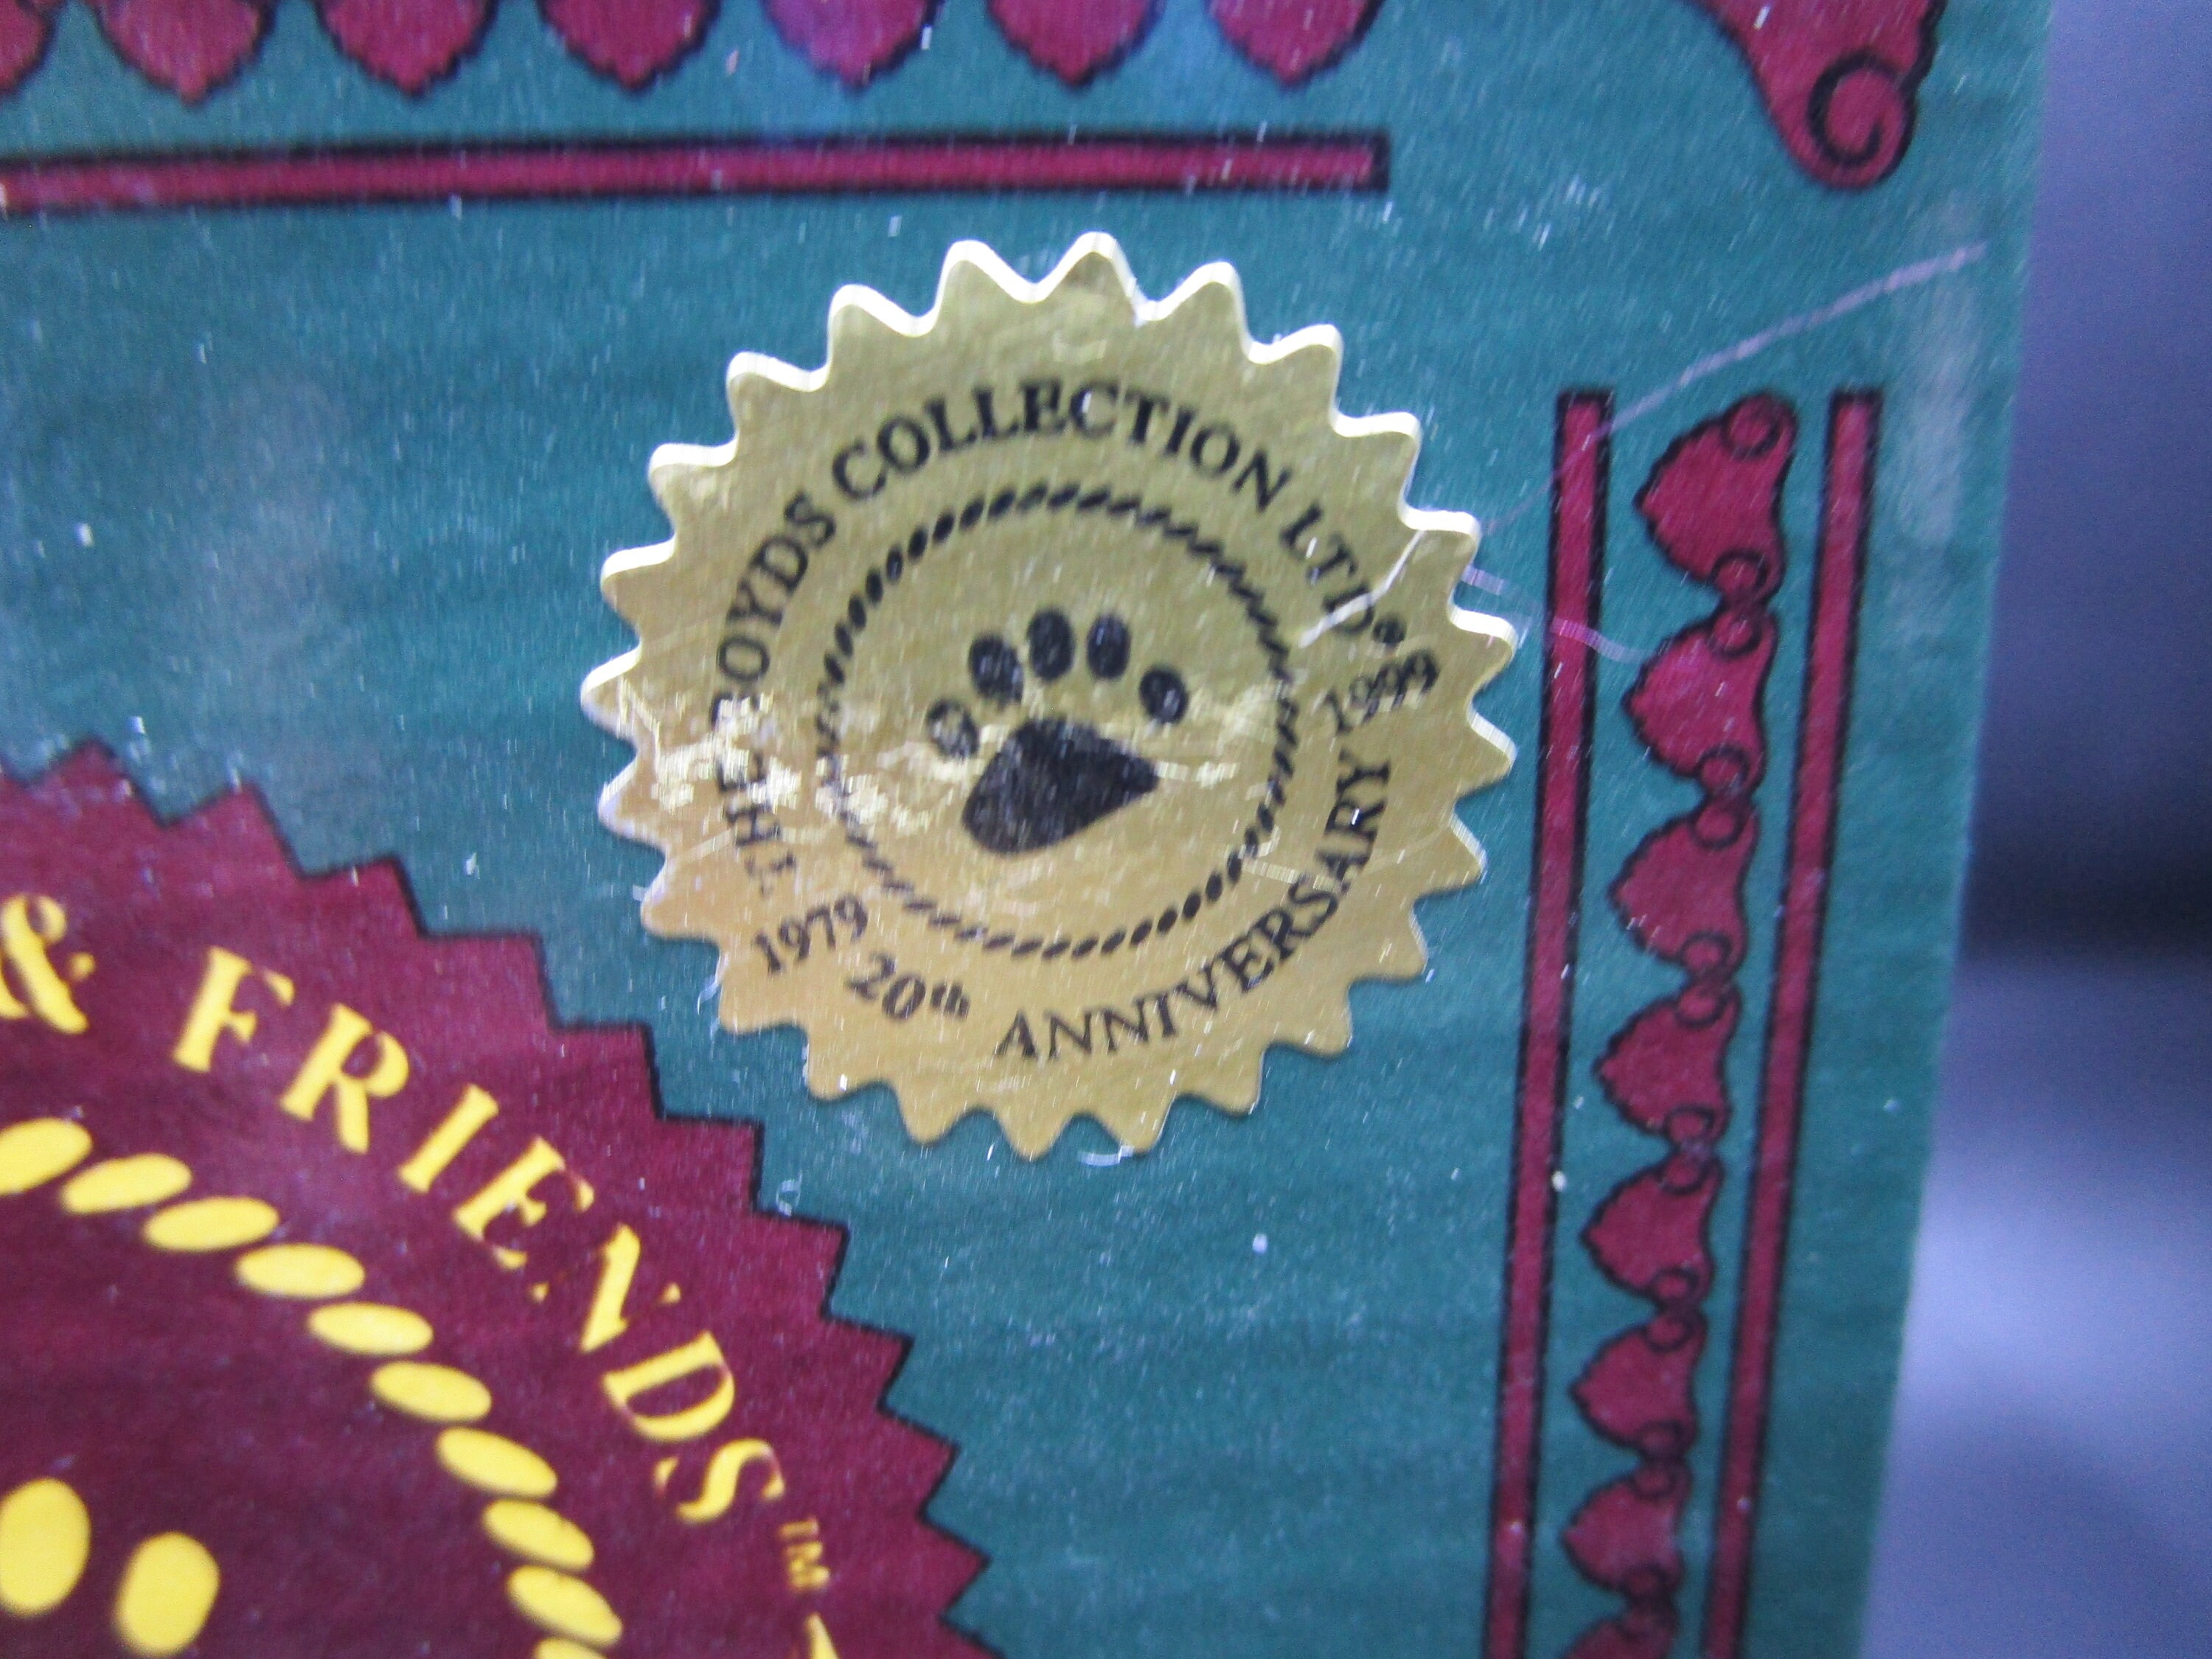 THE BOYDS COLLECTION LTD®
1979 20th ANNIVERSARY 1999
& FRIENDS™